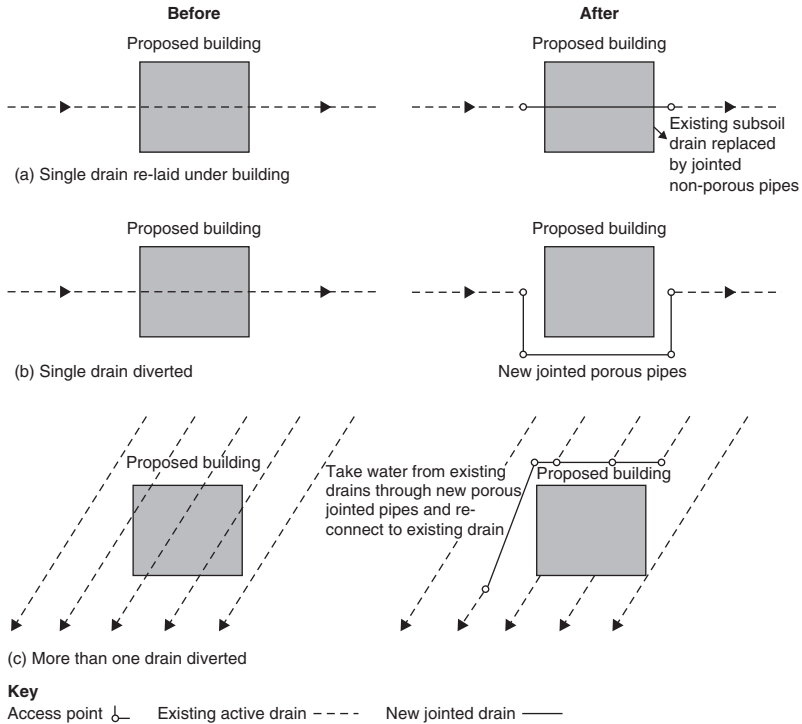 Before
After
Proposed building
Proposed building
Existing subsoil
drain replaced
by jointed
non-porous pipes
(a) Single drain re-laid under building
Proposed building
Proposed building
(b) Single drain diverted
New jointed porous pipes
Proposed building
Take water from existing
drains through new porous
jointed pipes and re-
connect to existing drain
Proposed building
(c) More than one drain diverted
Key
Access point
Existing active drain
New jointed drain